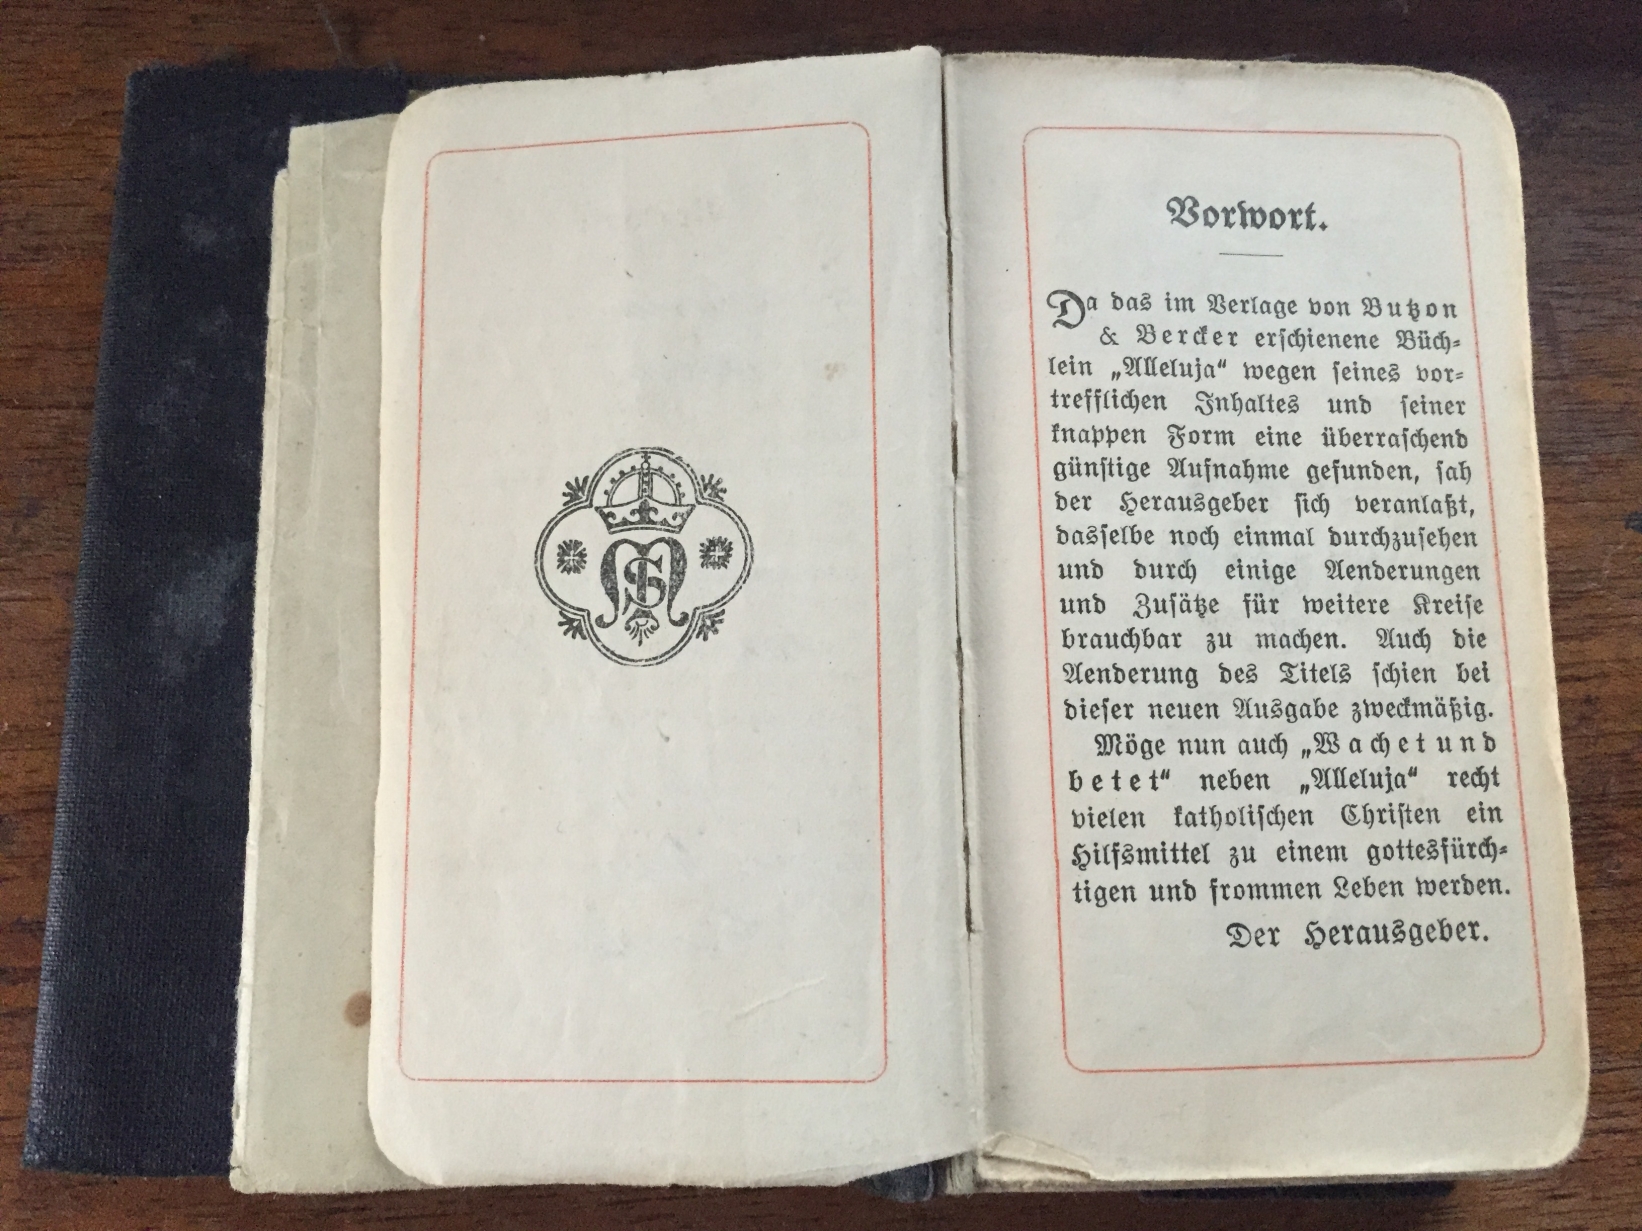 Vorwort.
Da das im Verlage von Butzon
& Bercker erschienene Büch-
lein „Alleluja“ wegen seines vor-
trefflichen Inhaltes und seiner
knappen Form eine überraschend
günstige Aufnahme gefunden, sah
der Herausgeber sich veranlaßt,
dasselbe noch einmal durchzusehen
und durch einige Aenderungen
und Zusätze für weitere Kreise
brauchbar zu machen. Auch die
Aenderung des Titels schien bei
dieser neuen Ausgabe zweckmäßig.
Möge nun auch „Wachet und
betet“ neben „Alleluja“ recht
vielen katholischen Christen ein
Hilfsmittel zu einem gottesfürch-
tigen und frommen Leben werden.
Der Herausgeber.